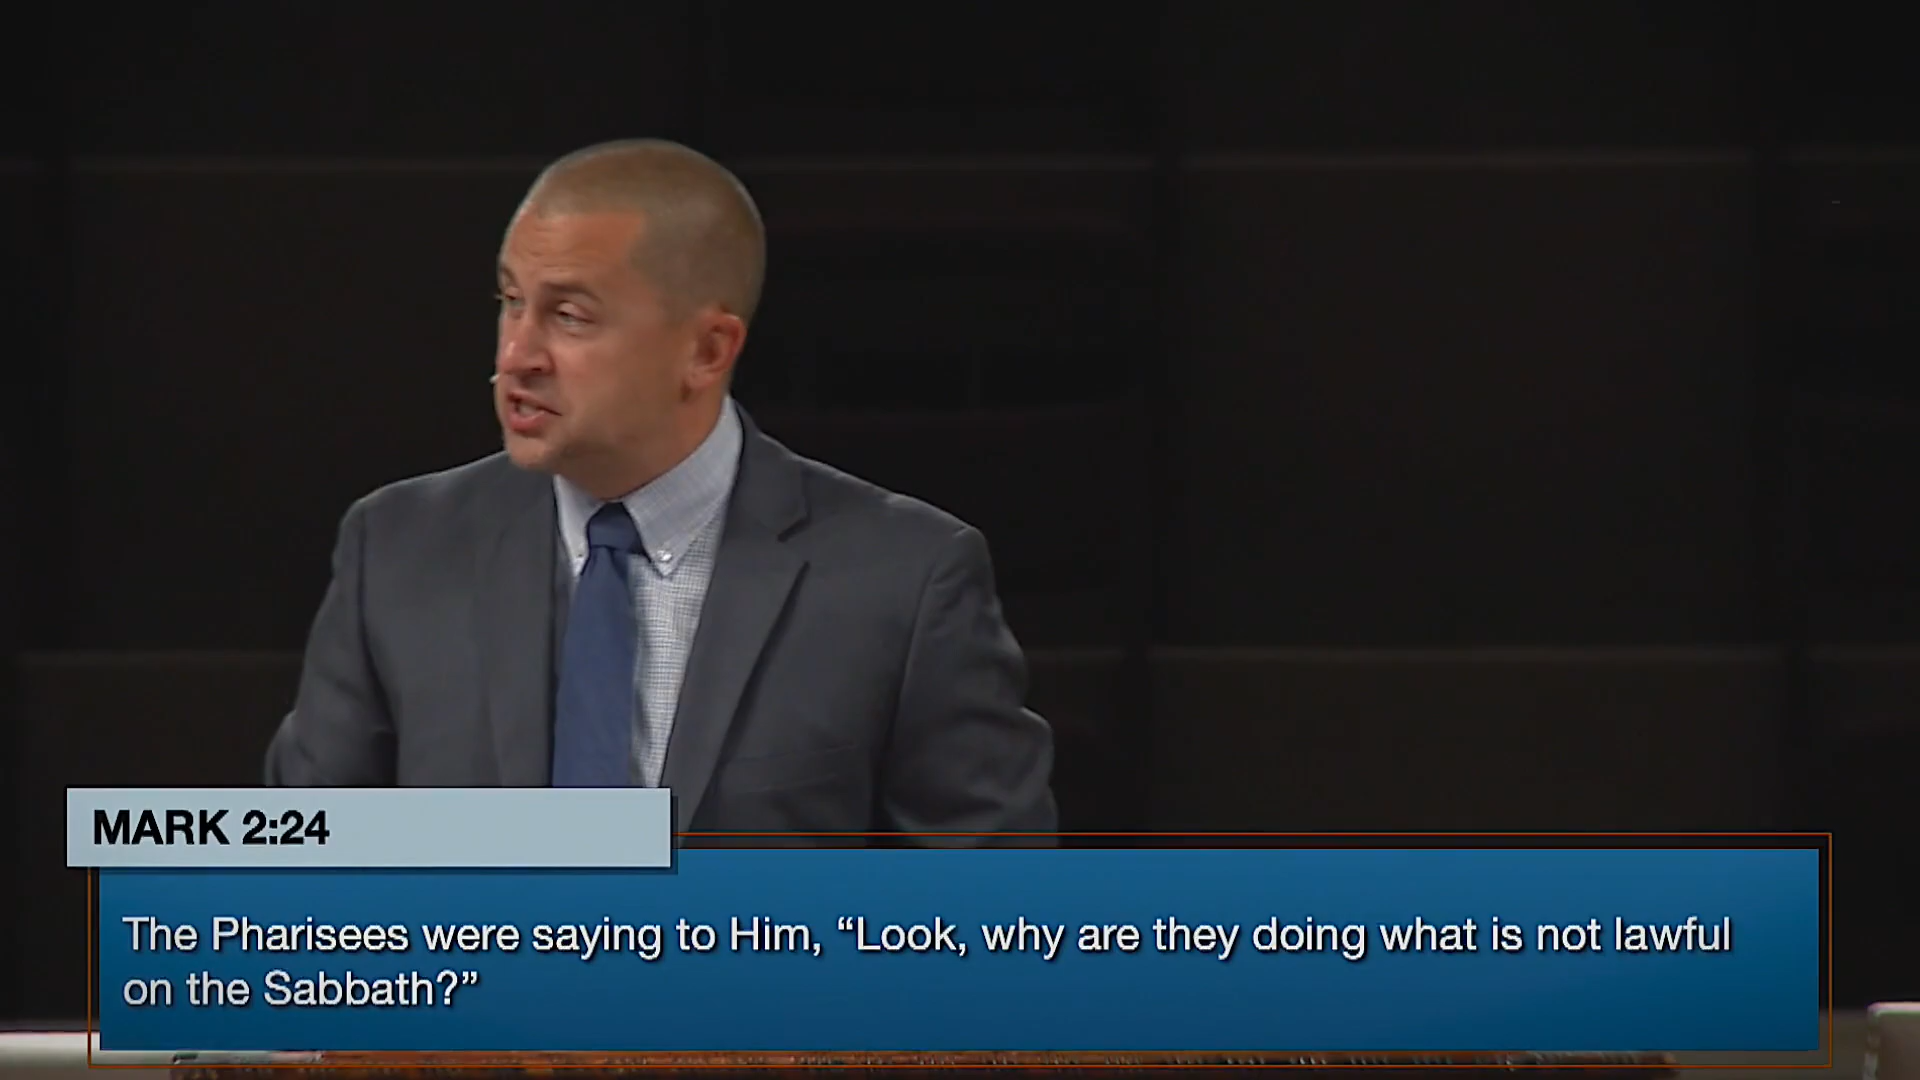 MARK 2:24
The Pharisees were saying to Him, “Look, why are they doing what is not lawful
on the Sabbath?”